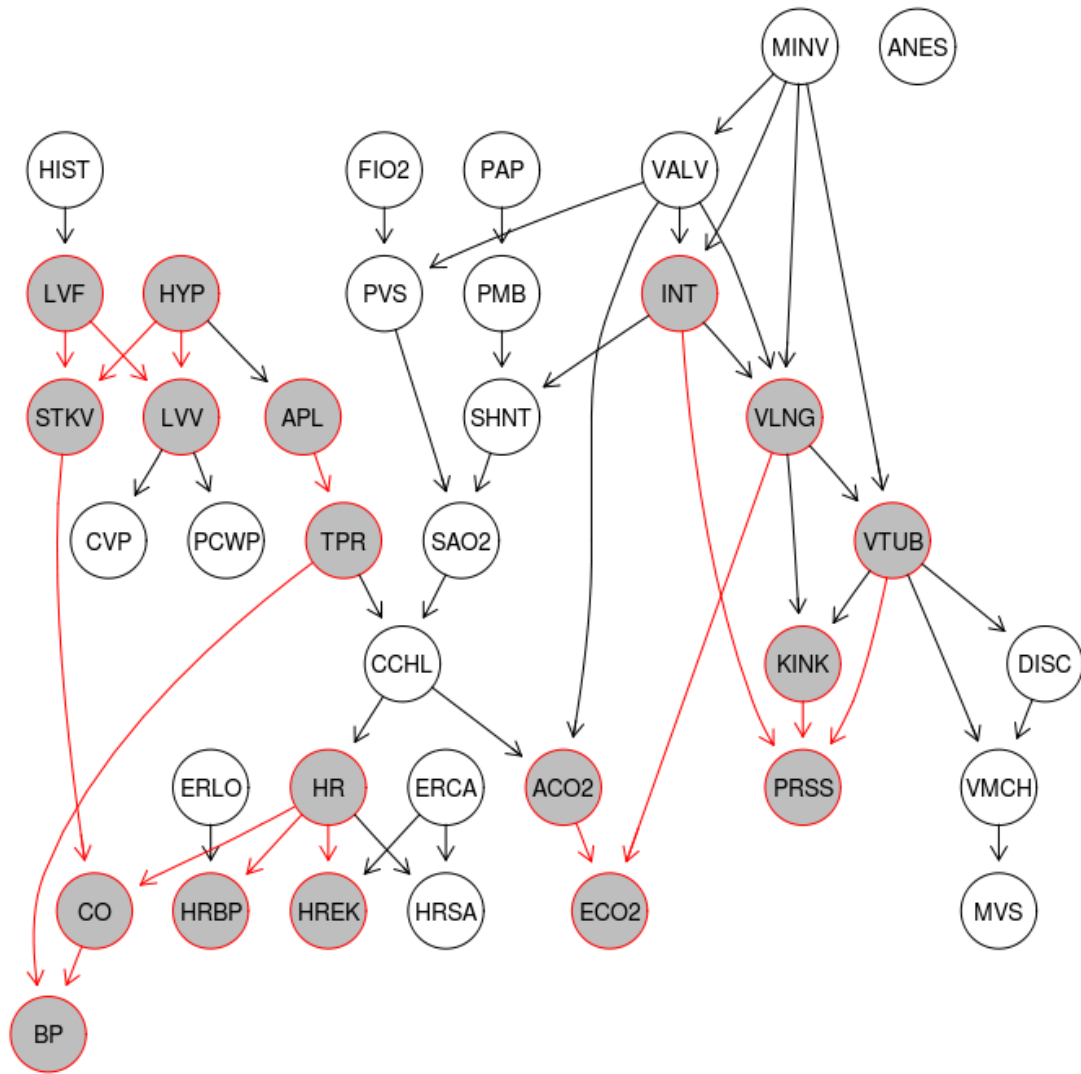 MINV ANES
HIST FIO2 PAP VALV
LVF HYP PVS PMB INT
STKV LVV APL SHNT VLNG
CVP PCWP TPR SAO2 VTUB
CCHL KINK DISC
ERLO HR ERCA ACO2 PRSS VMCH
CO HRBP HREK HRSA ECO2 MVS
BP